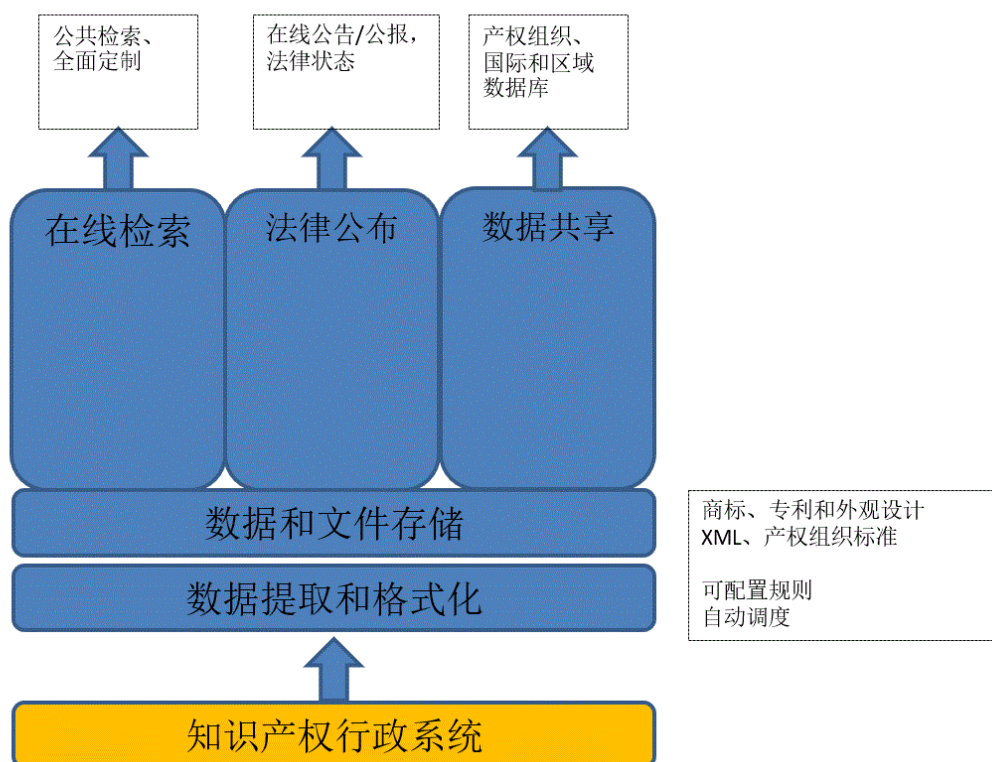 公共检索、
全面定制
在线公告/公报，
法律状态
产权组织、
国际和区域
数据库
在线检索
法律公布
数据共享
数据和文件存储
商标、专利和外观设计
XML、产权组织标准
可配置规则
自动调度
数据提取和格式化
知识产权行政系统